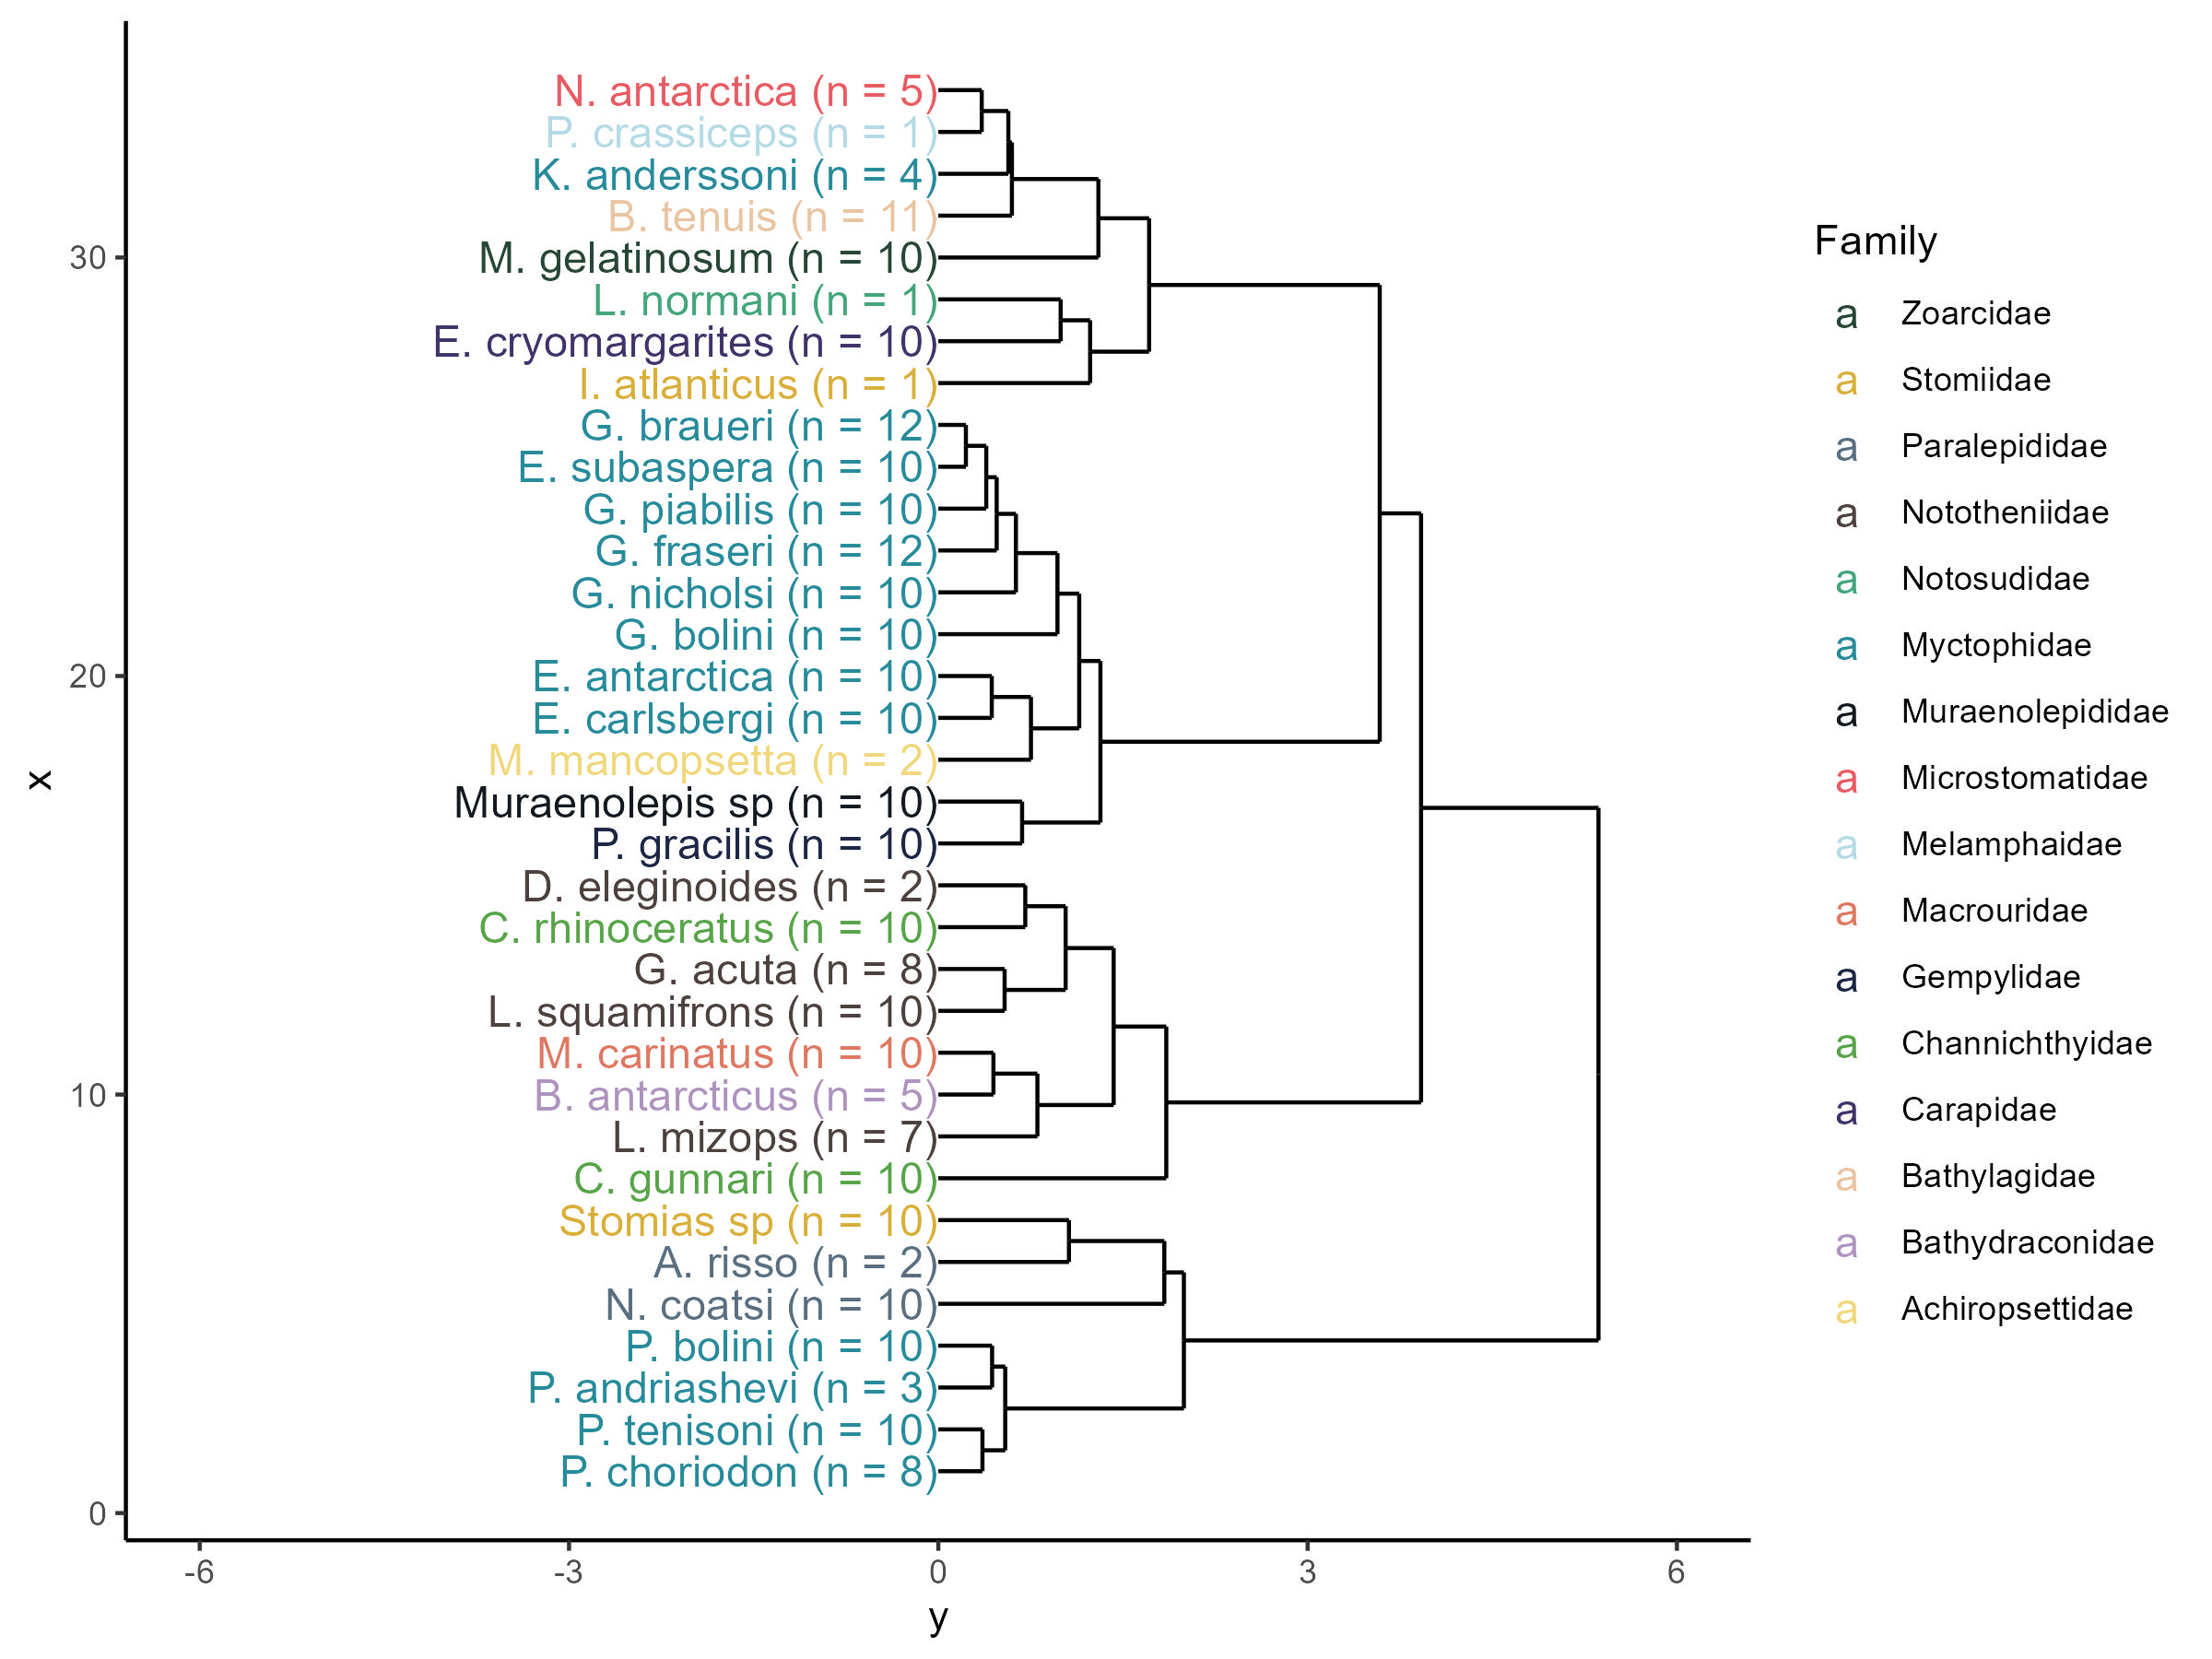 N. antarctica (n = 5)
P. crassiceps (n = 1)
K. anderssoni (n = 4)
B. tenuis (n = 11)
M. gelatinosum (n = 10)
L. normani (n = 1)
E. cryomargarites (n = 10)
I. atlanticus (n = 1)
G. braueri (n = 12)
E. subaspera (n = 10)
G. piabilis (n = 10)
G. fraseri (n = 12)
G. nicholsi (n = 10)
G. bolini (n = 10)
E. antarctica (n = 10)
E. carlsbergi (n = 10)
M. mancopsetta (n = 2)
Muraenolepis sp (n = 10)
P. gracilis (n = 10)
D. eleginoides (n = 2)
C. rhinoceratus (n = 10)
G. acuta (n = 8)
L. squamifrons (n = 10)
M. carinatus (n = 10)
B. antarcticus (n = 5)
L. mizops (n = 7)
C. gunnari (n = 10)
Stomias sp (n = 10)
A. risso (n = 2)
N. coatsi (n = 10)
P. bolini (n = 10)
P. andriashevi (n = 3)
P. tenisoni (n = 10)
P. choriodon (n = 8)
30
20
10
0
x
-6 -3 0 3 6
y
Family
a Zoarcidae
a Stomiidae
a Paralepididae
a Nototheniidae
a Notosudidae
a Myctophidae
a Muraenolepididae
a Microstomatidae
a Melamphaidae
a Macrouridae
a Gempylidae
a Channichthyidae
a Carapidae
a Bathylagidae
a Bathydraconidae
a Achiropsettidae